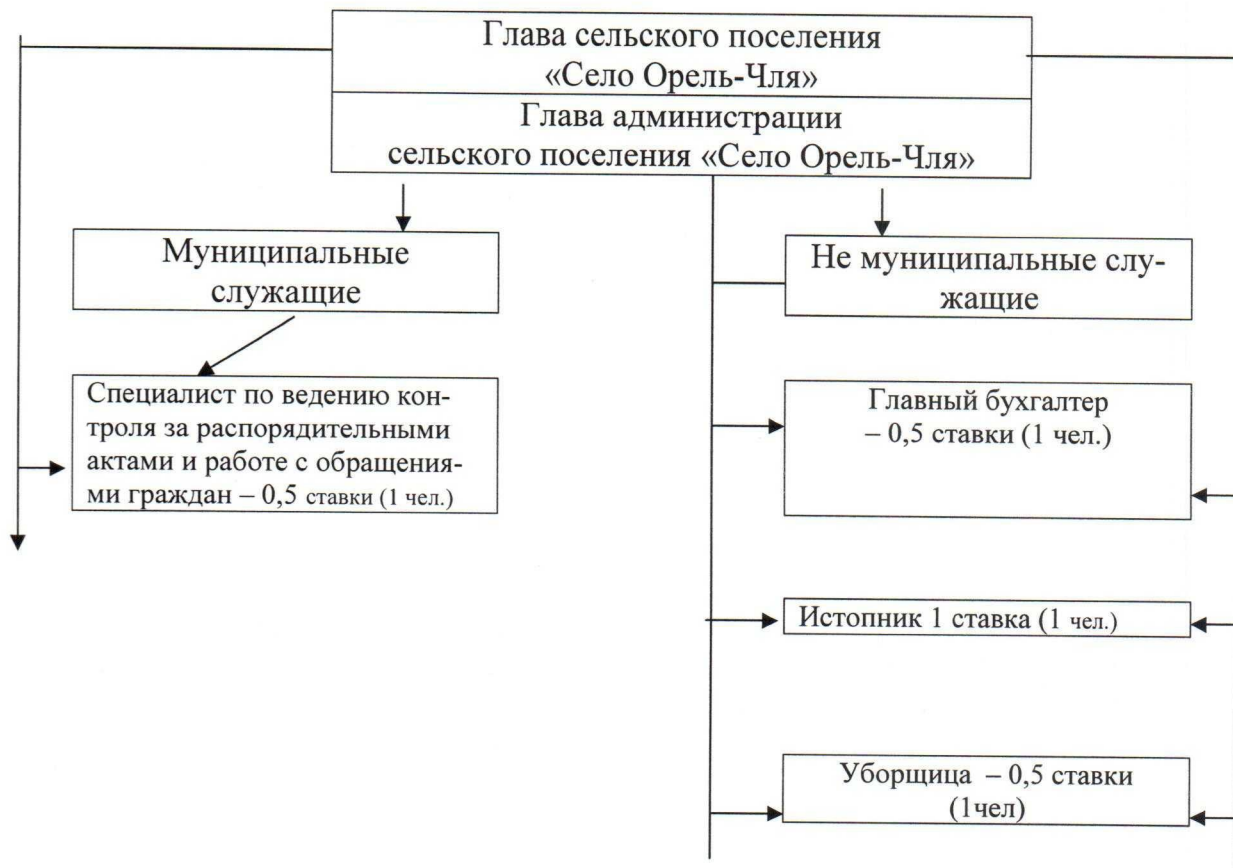 Глава сельского поселения
«Село Орель-Чля»
Глава администрации
сельского поселения «Село Орель-Чля»
Муниципальные
служащие
Не муниципальные слу-
жащие
Специалист по ведению кон-
троля за распорядительными
актами и работе с обращения-
ми граждан – 0,5 ставки (1 чел.)
Главный бухгалтер
– 0,5 ставки (1 чел.)
Истопник 1 ставка (1 чел.)
Уборщица – 0,5 ставки
(1чел)